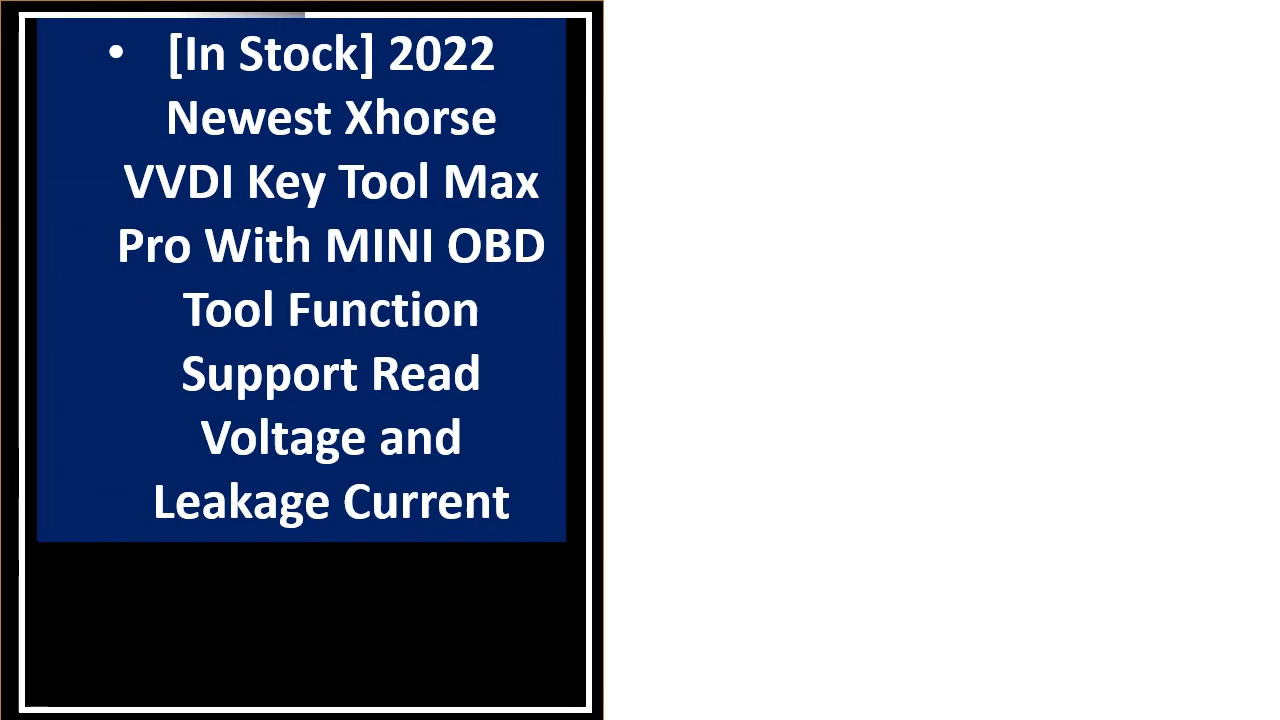 • [In Stock] 2022
Newest Xhorse
VVDI Key Tool Max
Pro With MINI OBD
Tool Function
Support Read
Voltage and
Leakage Current